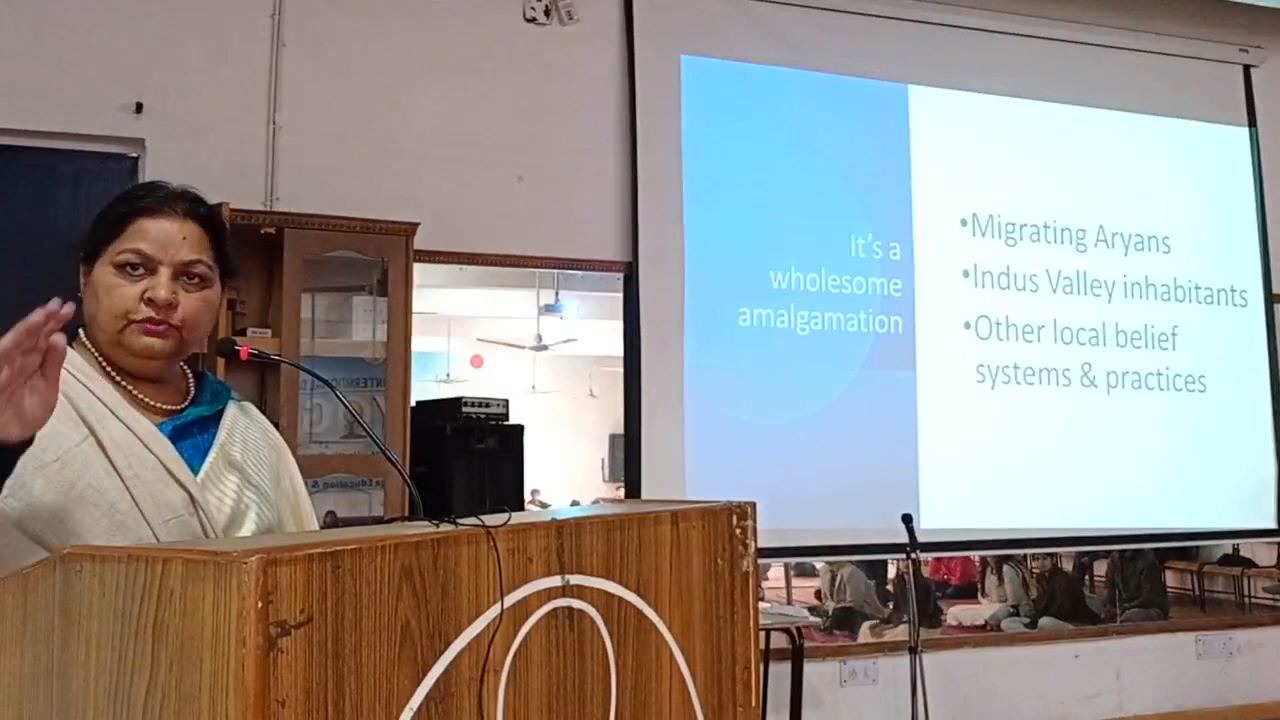 It's a
wholesome
amalgamation
•Migrating Aryans
•Indus Valley inhabitants
•Other local belief
systems & practices